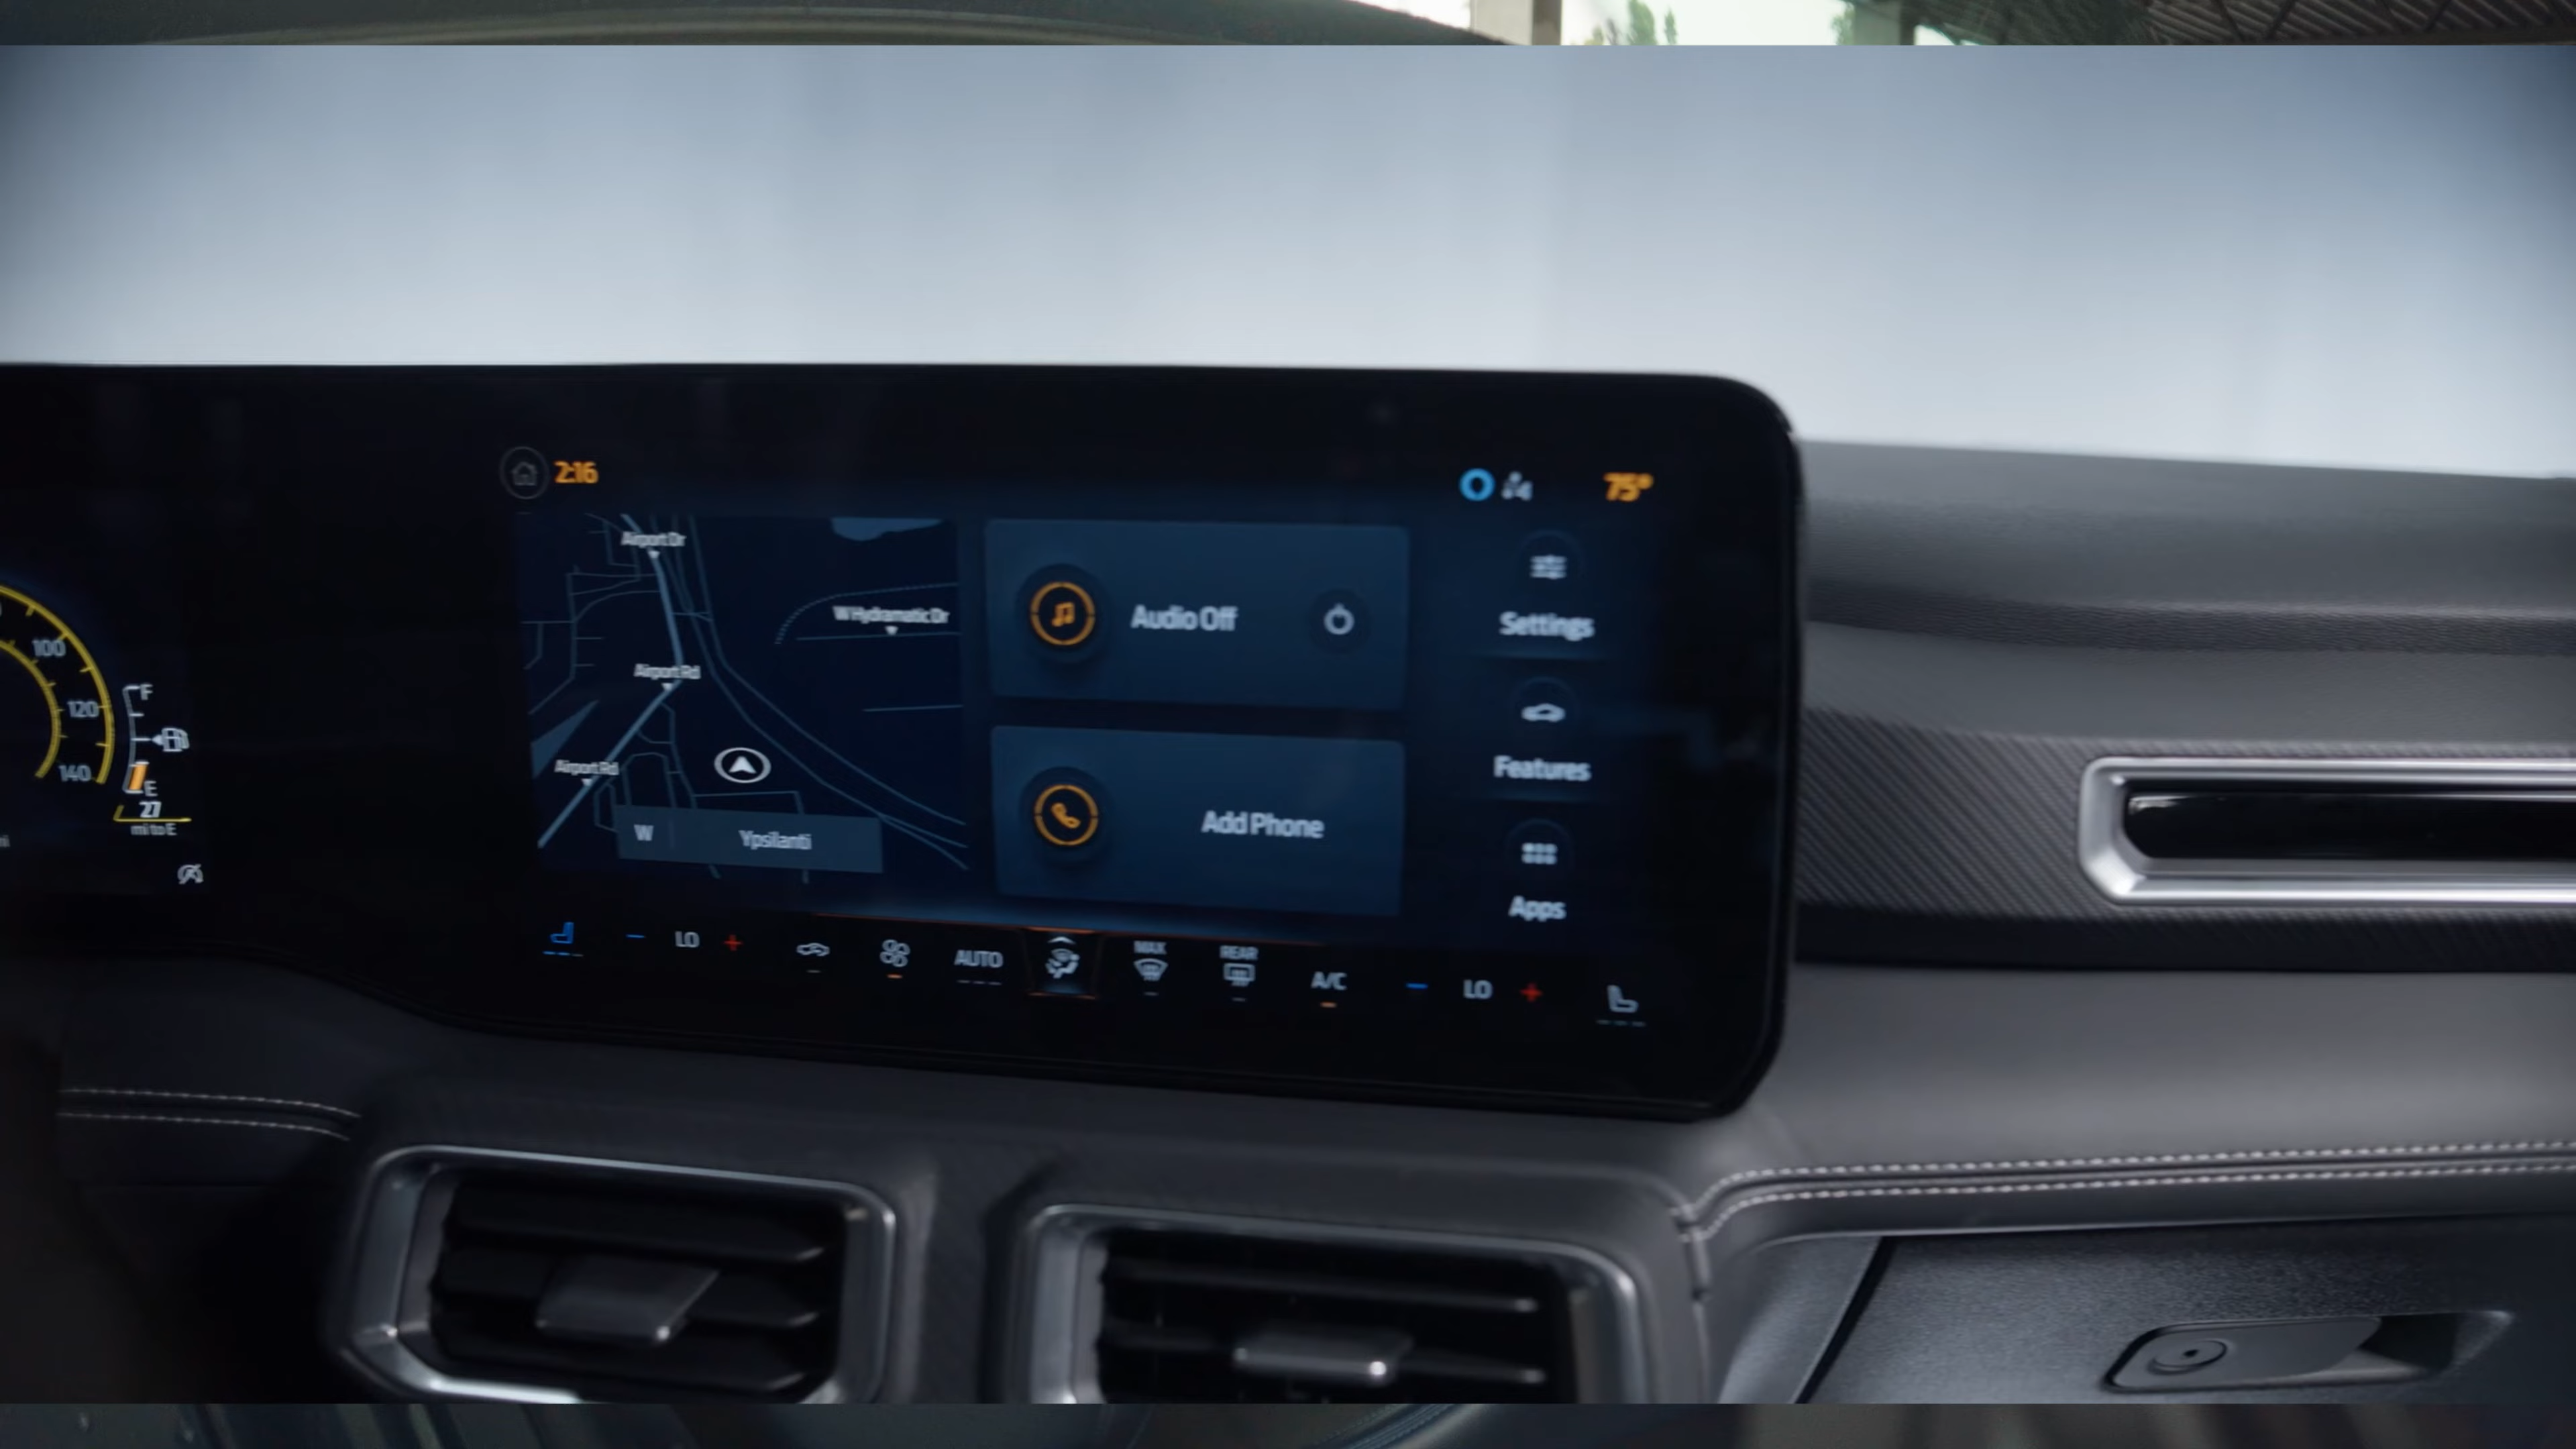 100
120
140
F
E
27
mi to E
2:16
75°
Airport Dr
W Hydramatic Dr
Airport Rd
Airport Rd
W
Ypsilanti
Audio Off
Add Phone
Settings
Features
Apps
LO
AUTO
MAX
REAR
A/C
LO